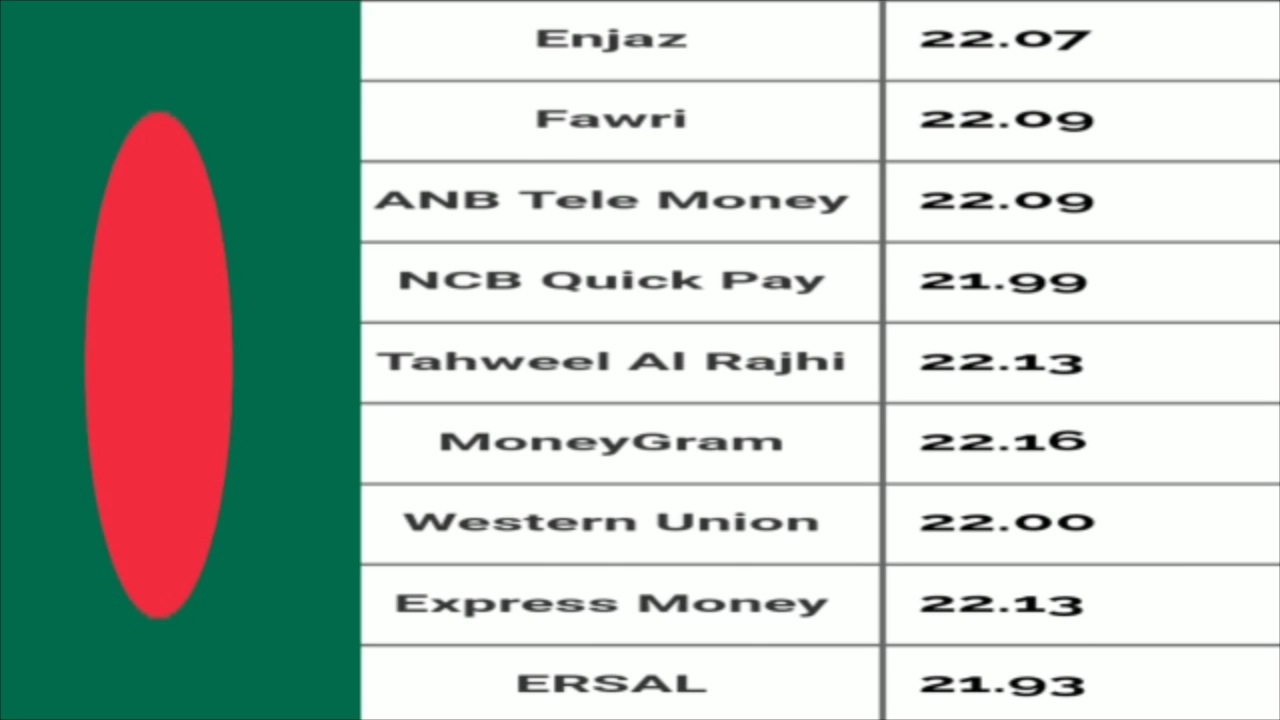 Enjaz 22.07
Fawri 22.09
ANB Tele Money 22.09
NCB Quick Pay 21.99
Tahweel Al Rajhi 22.13
MoneyGram 22.16
Western Union 22.00
Express Money 22.13
ERSAL 21.93